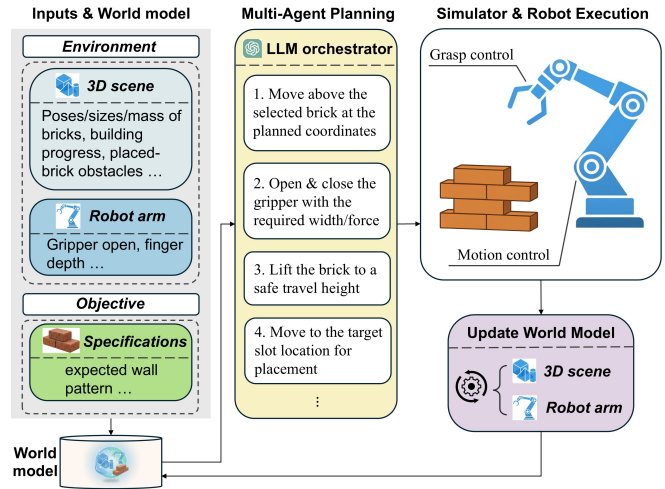 Inputs & World model
Environment
3D scene
Poses/sizes/mass of
bricks, building
progress, placed-
brick obstacles ...
Robot arm
Gripper open, finger
depth ...
Objective
Specifications
expected wall
pattern ...
World
model
Multi-Agent Planning
LLM orchestrator
1. Move above the
selected brick at the
planned coordinates
2. Open & close the
gripper with the
required width/force
3. Lift the brick to a
safe travel height
4. Move to the target
slot location for
placement
⋮
Simulator & Robot Execution
Grasp control
Motion control
Update World Model
3D scene
Robot arm